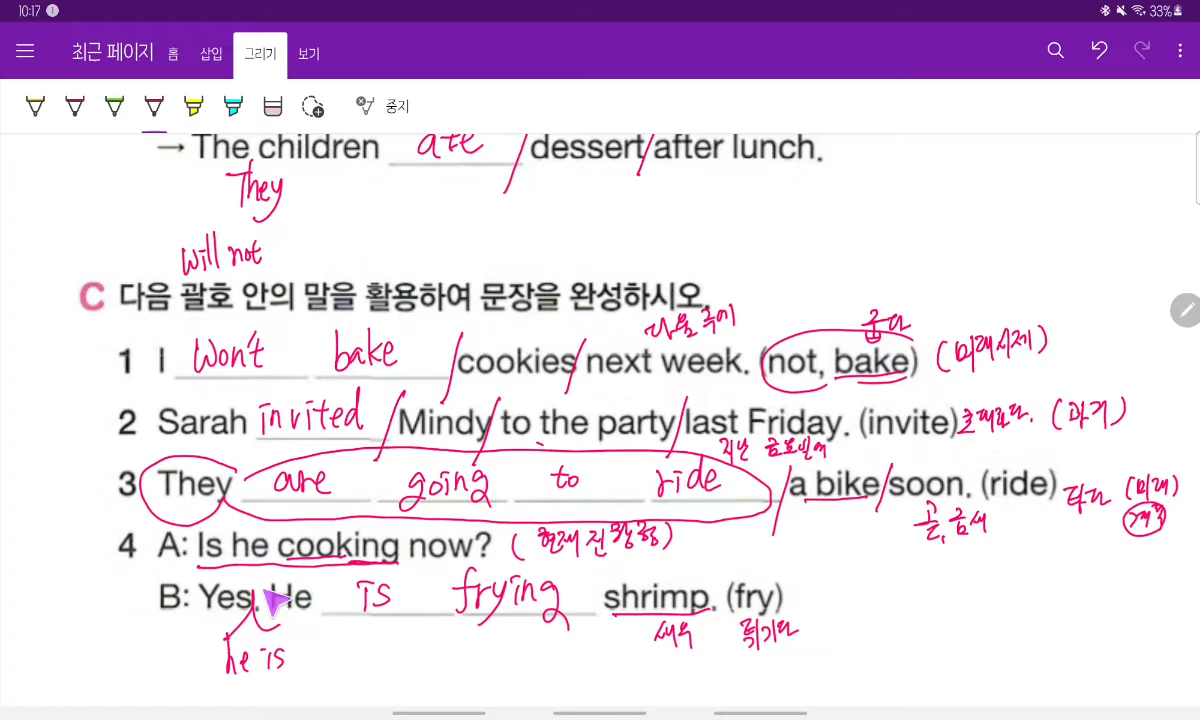 10:17 33%
최근 페이지 홈 삽입 그리기 보기
중지
→ The children ate / dessert / after lunch.
They
will not
C 다음 괄호 안의 말을 활용하여 문장을 완성하시오.
다음 주에 굽다
1 I won't bake / cookies / next week. (not, bake) (미래시제)
2 Sarah invited / Mindy / to the party / last Friday. (invite) 초대하다. (과거)
지난 금요일에
3 They are going to ride / a bike / soon. (ride) 타다 (미래)
곧, 금새
4 A: Is he cooking now? (현재진행형)
B: Yes. He is frying shrimp. (fry)
새우 튀기다
he is